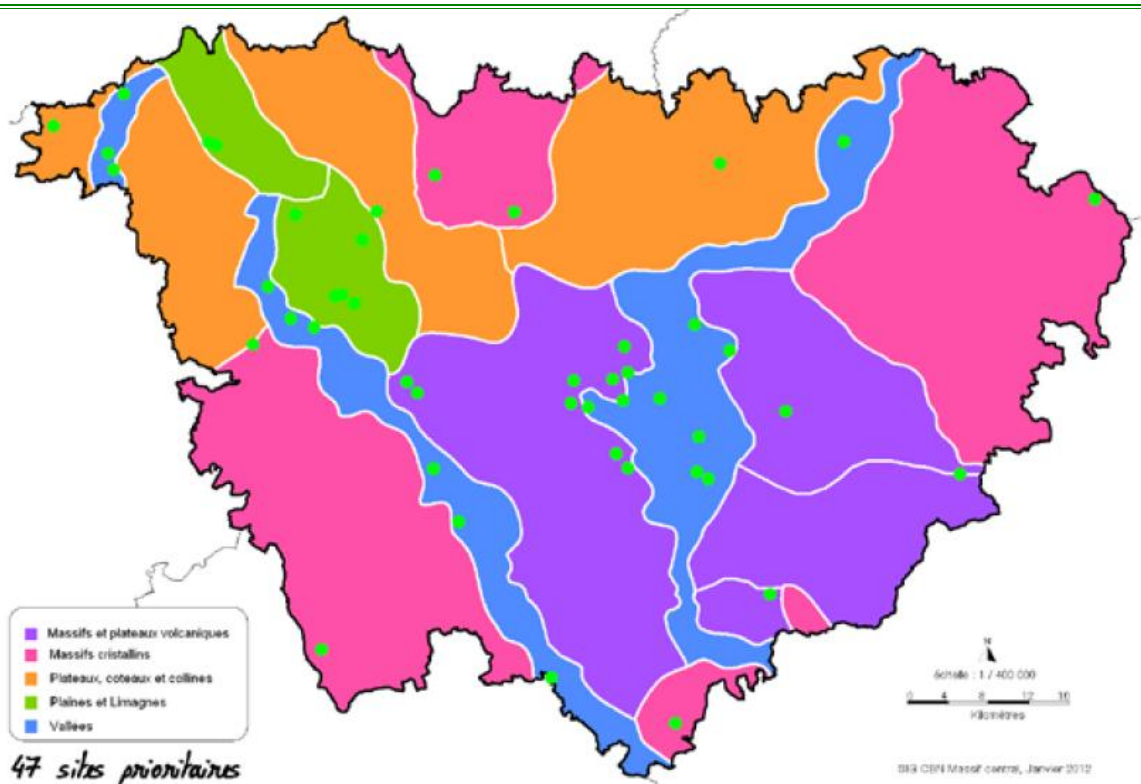 Massifs et plateaux volcaniques
Massifs cristallins
Plateaux, coteaux et collines
Plaines et Limagnes
Vallées
47 sites prioritaires
N
échelle : 1 / 400 000
0 4 8 12 16
Kilomètres
SIG CBN Massif central, Janvier 2012